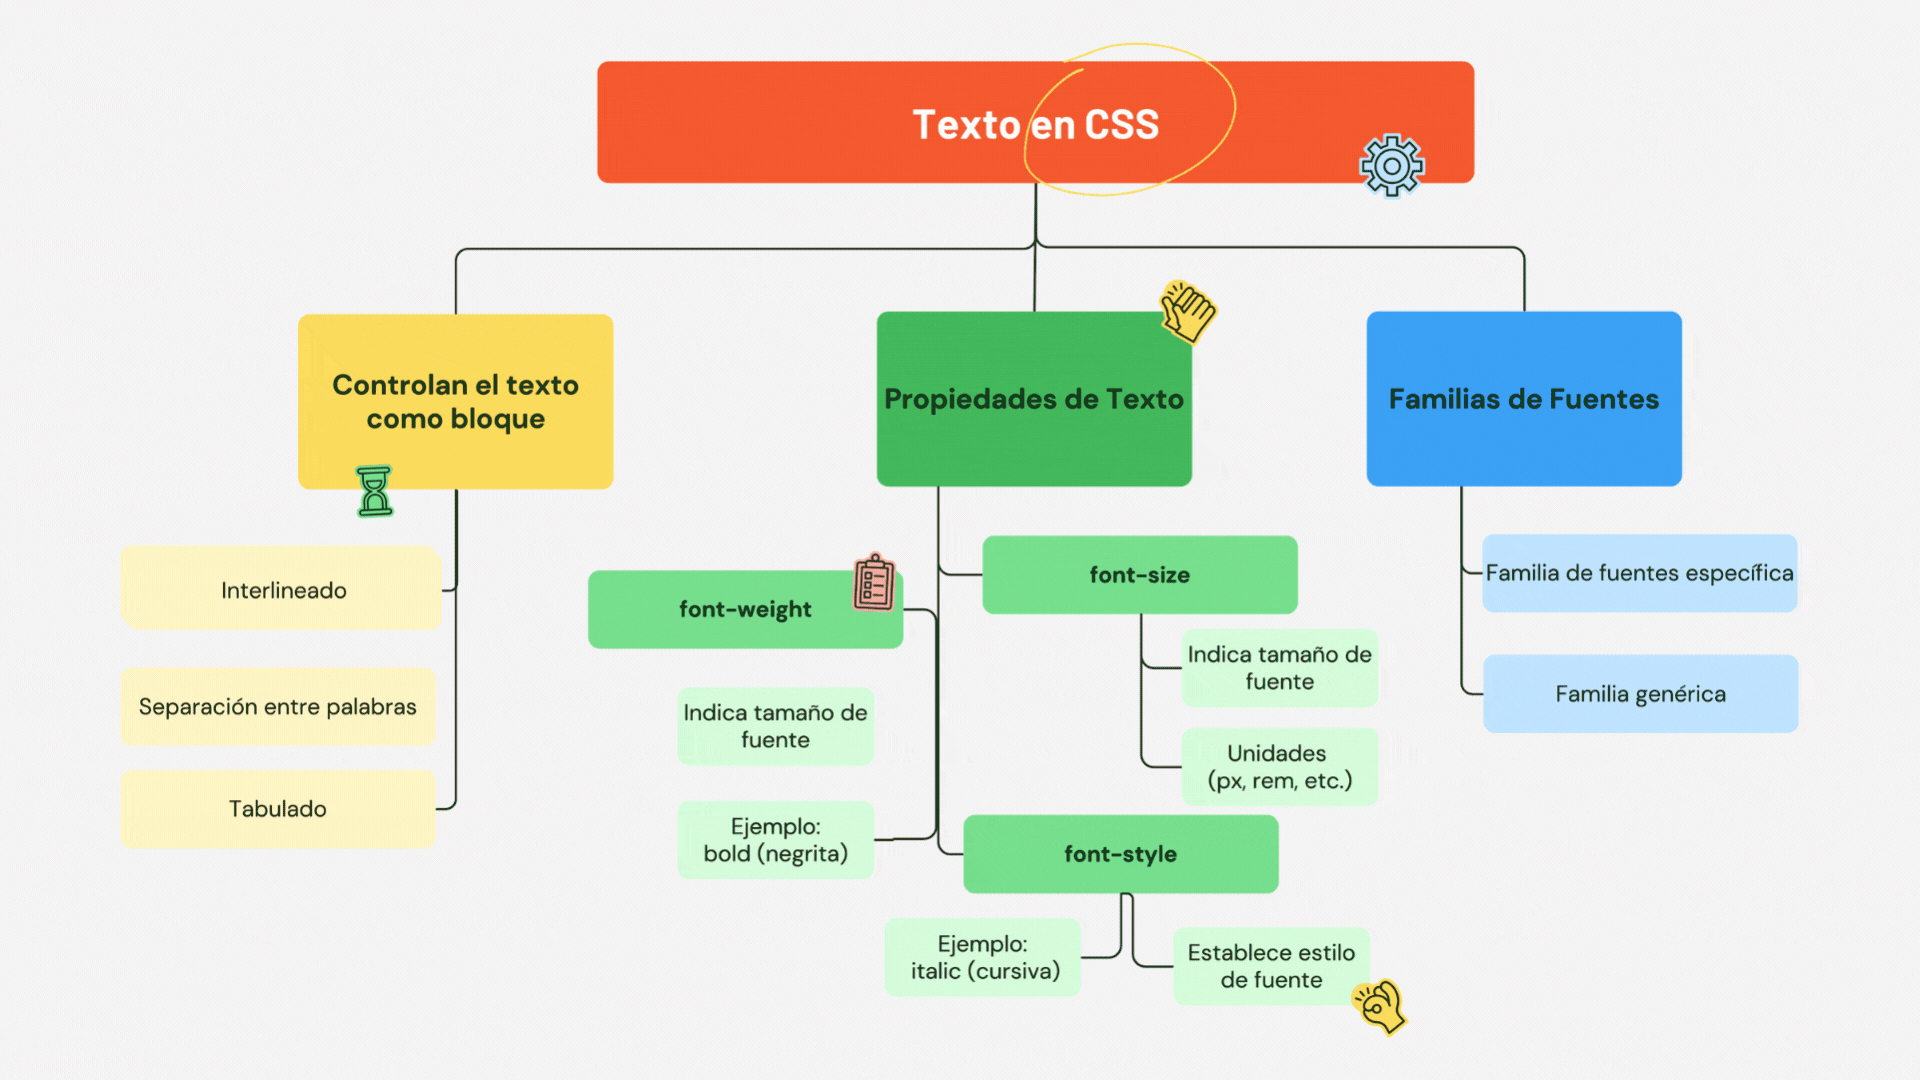 Texto en CSS
Controlan el texto
como bloque
Interlineado
Separación entre palabras
Tabulado
Propiedades de Texto
font-weight
Indica tamaño de
fuente
Ejemplo:
bold (negrita)
font-size
Indica tamaño de
fuente
Unidades
(px, rem, etc.)
font-style
Ejemplo:
italic (cursiva)
Establece estilo
de fuente
Familias de Fuentes
Familia de fuentes específica
Familia genérica